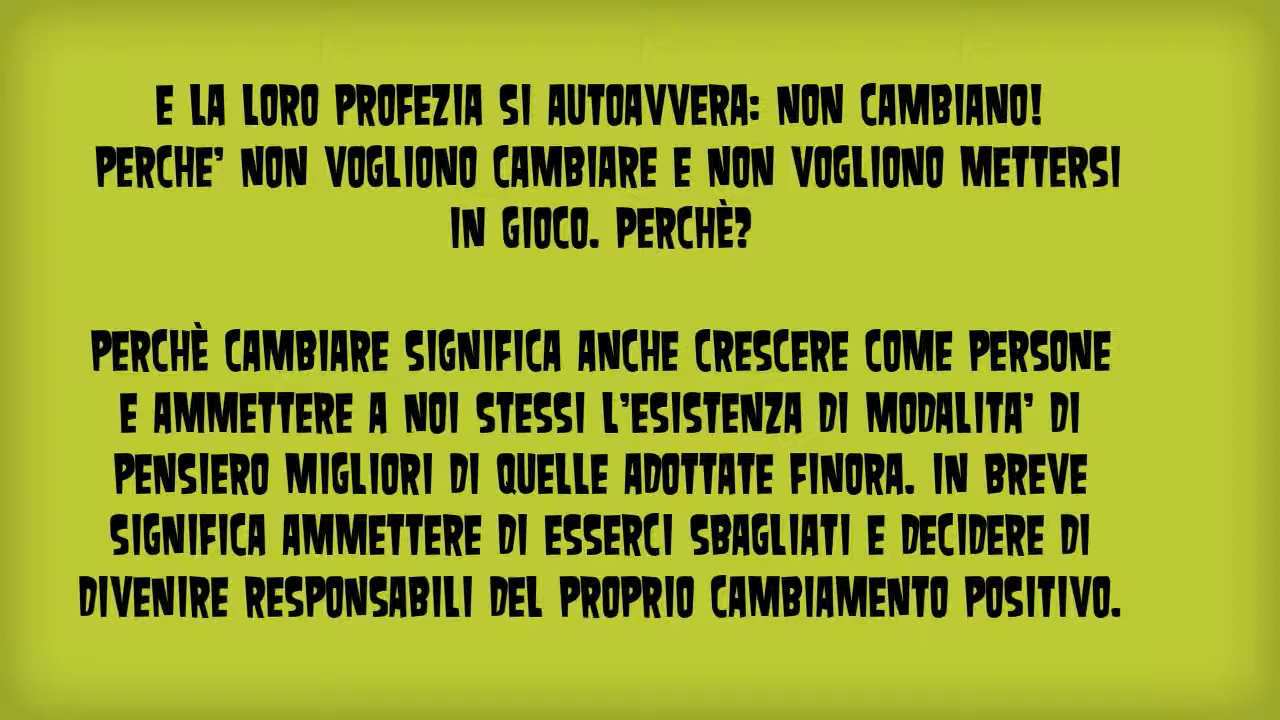 E LA LORO PROFEZIA SI AUTOAVVERA: NON CAMBIANO!
PERCHE' NON VOGLIONO CAMBIARE E NON VOGLIONO METTERSI
IN GIOCO. PERCHÈ?
PERCHÈ CAMBIARE SIGNIFICA ANCHE CRESCERE COME PERSONE
E AMMETTERE A NOI STESSI L'ESISTENZA DI MODALITA' DI
PENSIERO MIGLIORI DI QUELLE ADOTTATE FINORA. IN BREVE
SIGNIFICA AMMETTERE DI ESSERCI SBAGLIATI E DECIDERE DI
DIVENIRE RESPONSABILI DEL PROPRIO CAMBIAMENTO POSITIVO.